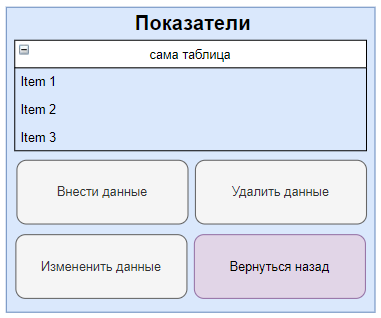 Показатели
сама таблица
Item 1
Item 2
Item 3
Внести данные
Удалить данные
Измененить данные
Вернуться назад